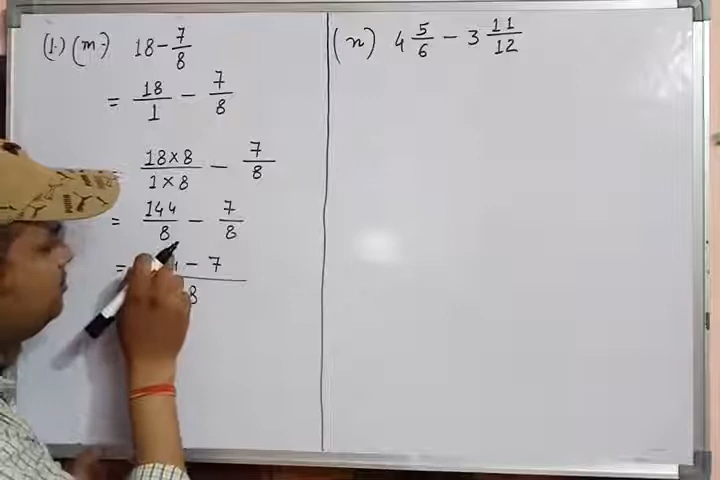 (1.) (m.) 18 - 7/8
= 18/1 - 7/8
= 18×8/1×8 - 7/8
= 144/8 - 7/8
= 4 - 7/8
(n) 4 5/6 - 3 11/12